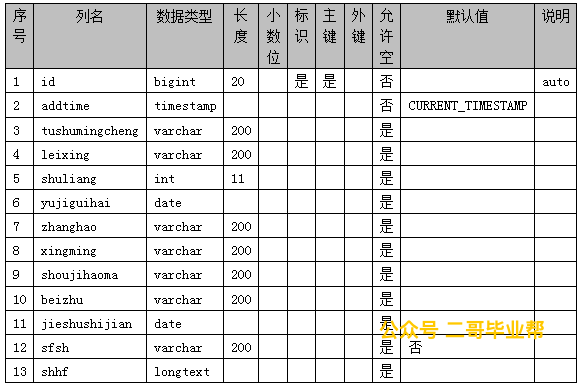 序号 列名 数据类型 长度 小数位 标识 主键 外键 允许空 默认值 说明
1 id bigint 20 是 是 否 auto
2 addtime timestamp 否 CURRENT_TIMESTAMP
3 tushumingcheng varchar 200 是
4 leixing varchar 200 是
5 shuliang int 11 是
6 yujiguihai date 是
7 zhanghao varchar 200 是
8 xingming varchar 200 是
9 shoujihaoma varchar 200 是
10 beizhu varchar 200 是
11 jieshushijian date 是
公众号 二哥毕业帮
12 sfsh varchar 200 是 否
13 shhf longtext 是